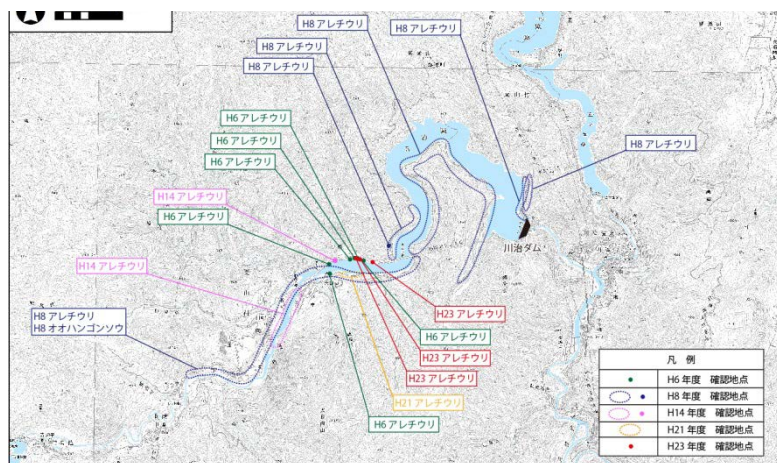 H8 アレチウリ
H8 アレチウリ
H8 アレチウリ
H8 アレチウリ
H6 アレチウリ
H6 アレチウリ
H6 アレチウリ
H8 アレチウリ
H14 アレチウリ
H6 アレチウリ
川治ダム
H14 アレチウリ
H23 アレチウリ
H8 アレチウリ
H8 オオハンゴンソウ
H6 アレチウリ
H23 アレチウリ
H23 アレチウリ
H21 アレチウリ
H6 アレチウリ
凡 例
H6 年度 確認地点
H8 年度 確認地点
H14 年度 確認地点
H21 年度 確認地点
H23 年度 確認地点